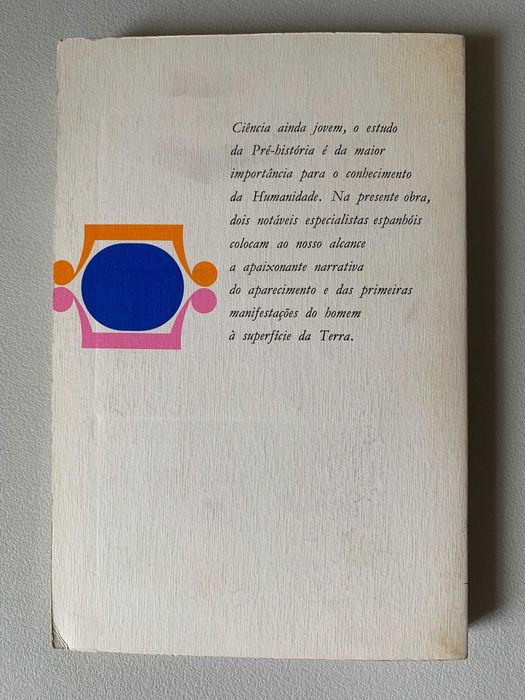 Ciência ainda jovem, o estudo
da Pré-história é da maior
importância para o conhecimento
da Humanidade. Na presente obra,
dois notáveis especialistas espanhóis
colocam ao nosso alcance
a apaixonante narrativa
do aparecimento e das primeiras
manifestações do homem
à superfície da Terra.